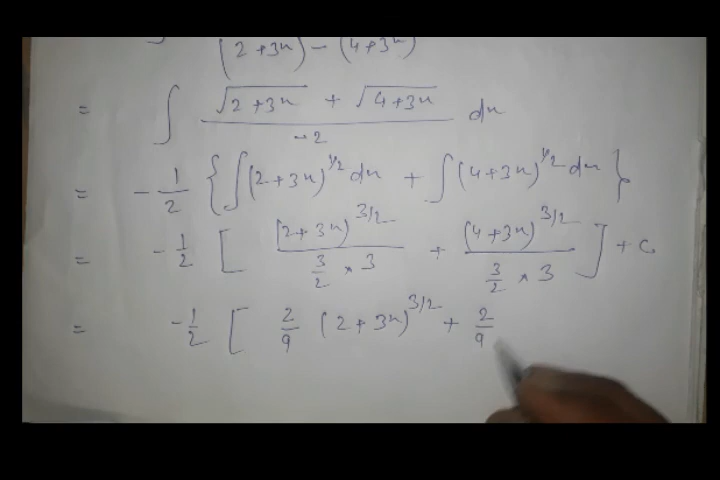 ∫ (2+3x) - (4+3x)
= ∫ (√(2+3x) + √(4+3x)) / -2 dx
= -1/2 { ∫(2+3x)^1/2 dx + ∫(4+3x)^1/2 dx }
= -1/2 [ (2+3x)^3/2 / (3/2 × 3) + (4+3x)^3/2 / (3/2 × 3) ] + C
= -1/2 [ 2/9 (2+3x)^3/2 + 2/9